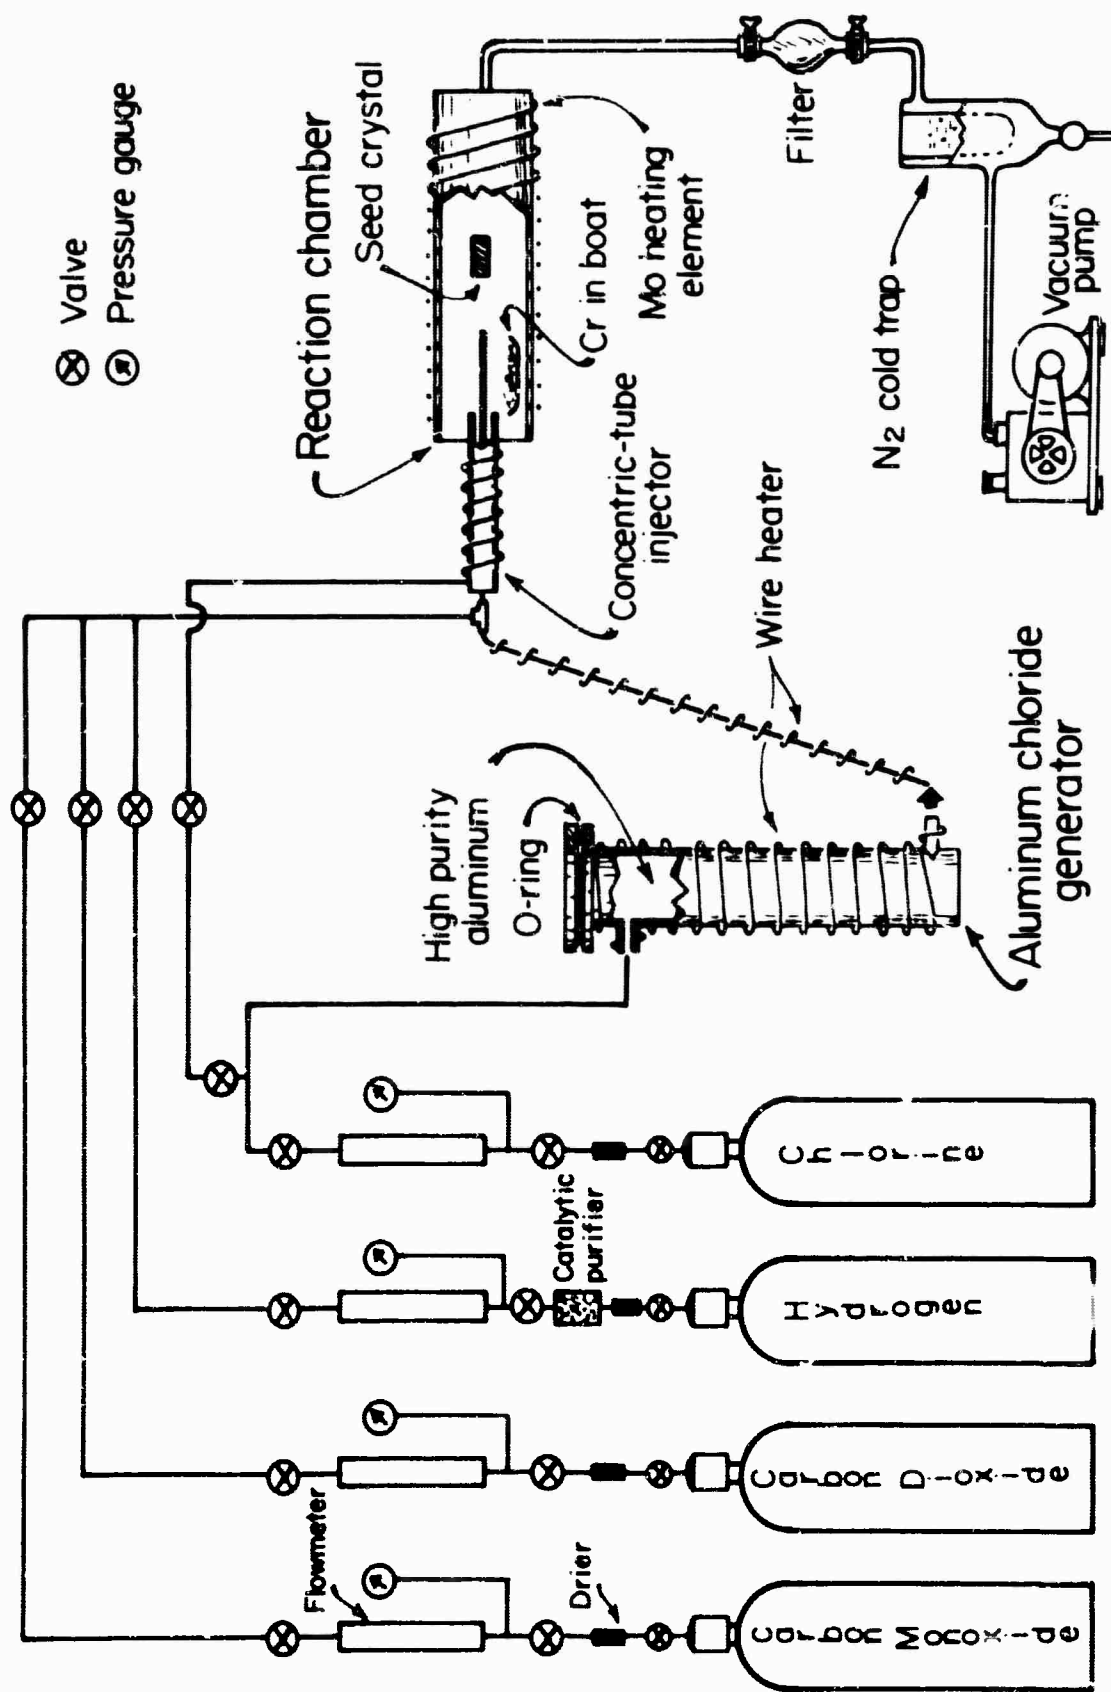 Valve
Pressure gauge
Reaction chamber
Seed crystal
Cr in boat
Mo heating
element
Filter
N2 cold trap
Vacuum
pump
Concentric-tube
injector
Wire heater
High purity
aluminum
O-ring
Aluminum chloride
generator
Flowmeter
Drier
Catalytic
purifier
Carbon Monoxide
Carbon Dioxide
Hydrogen
Chlorine